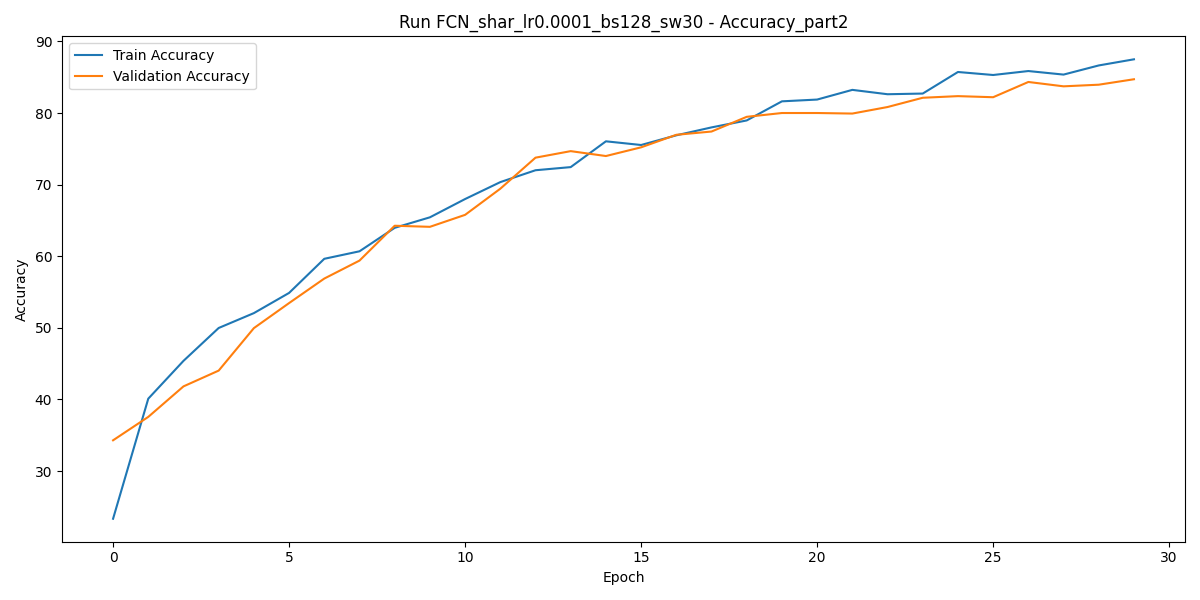 Run FCN_shar_lr0.0001_bs128_sw30 - Accuracy_part2
Train Accuracy
Validation Accuracy
90
80
70
60
50
40
30
Accuracy
0 5 10 15 20 25 30
Epoch